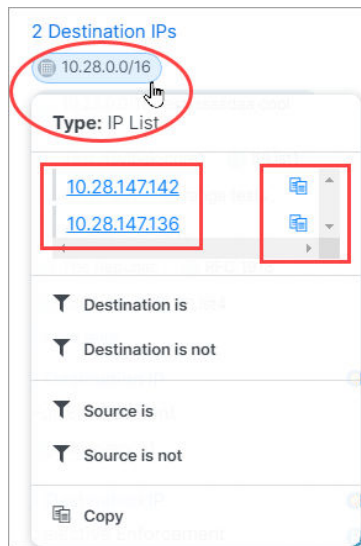 2 Destination IPs
10.28.0.0/16
Type: IP List
10.28.147.142
10.28.147.136
Destination is
Destination is not
Source is
Source is not
Copy